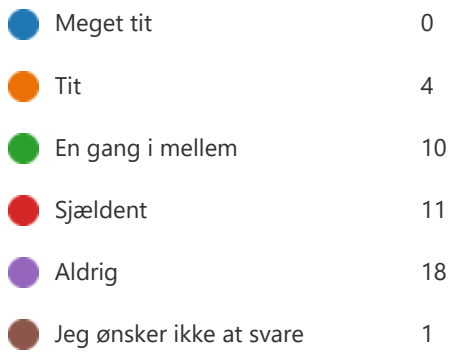 Meget tit 0
Tit 4
En gang i mellem 10
Sjældent 11
Aldrig 18
Jeg ønsker ikke at svare 1